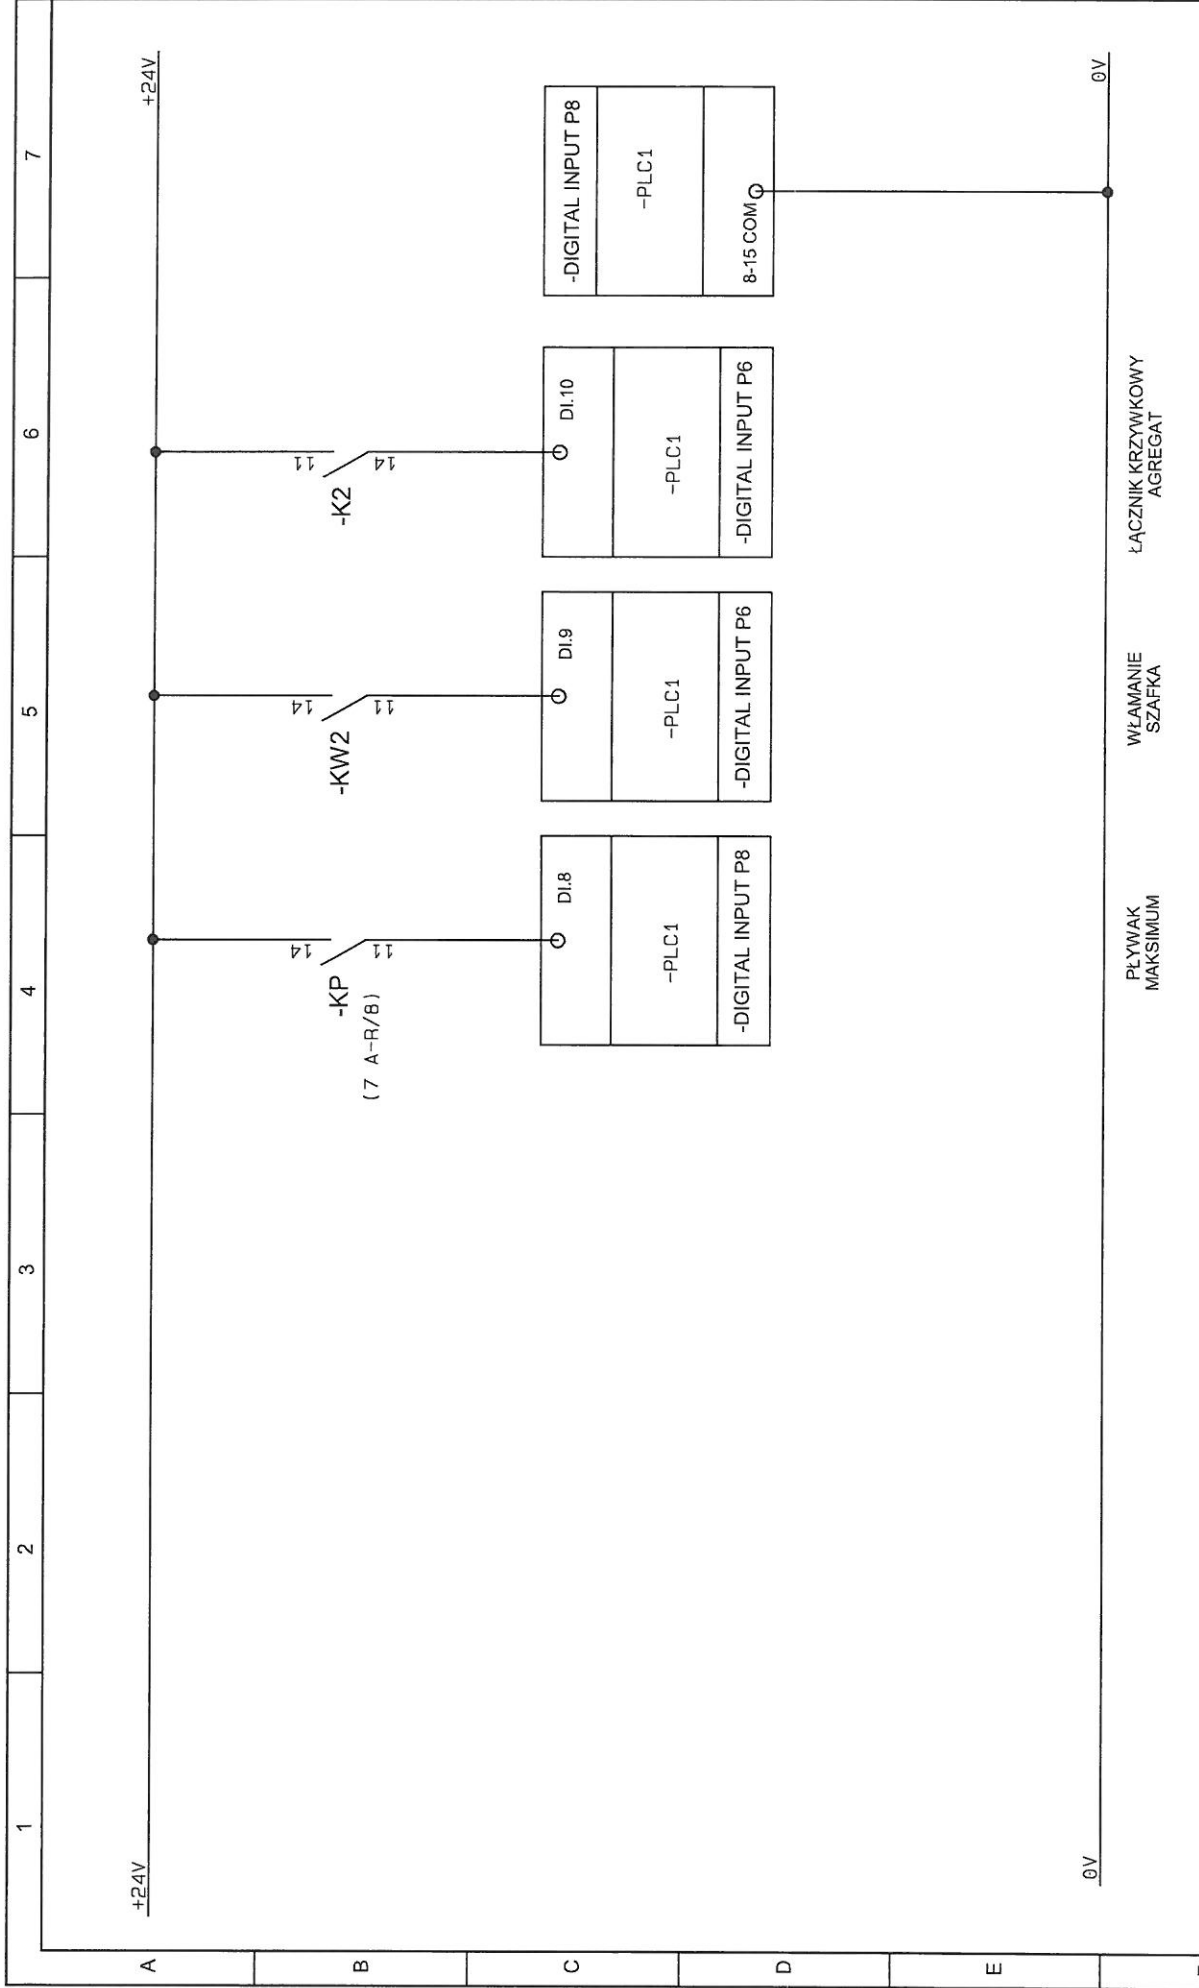 1
2
3
4
5
6
7
A
B
C
D
E
+24V
+24V
14
-KP
11
(7 A-R/8)
14
-KW2
11
11
-K2
14
DI.8
-PLC1
-DIGITAL INPUT P8
DI.9
-PLC1
-DIGITAL INPUT P6
DI.10
-PLC1
-DIGITAL INPUT P6
-DIGITAL INPUT P8
-PLC1
8-15 COM
0V
0V
PŁYWAK
MAKSIMUM
WŁAMANIE
SZAFKA
ŁĄCZNIK KRZYWKOWY
AGREGAT